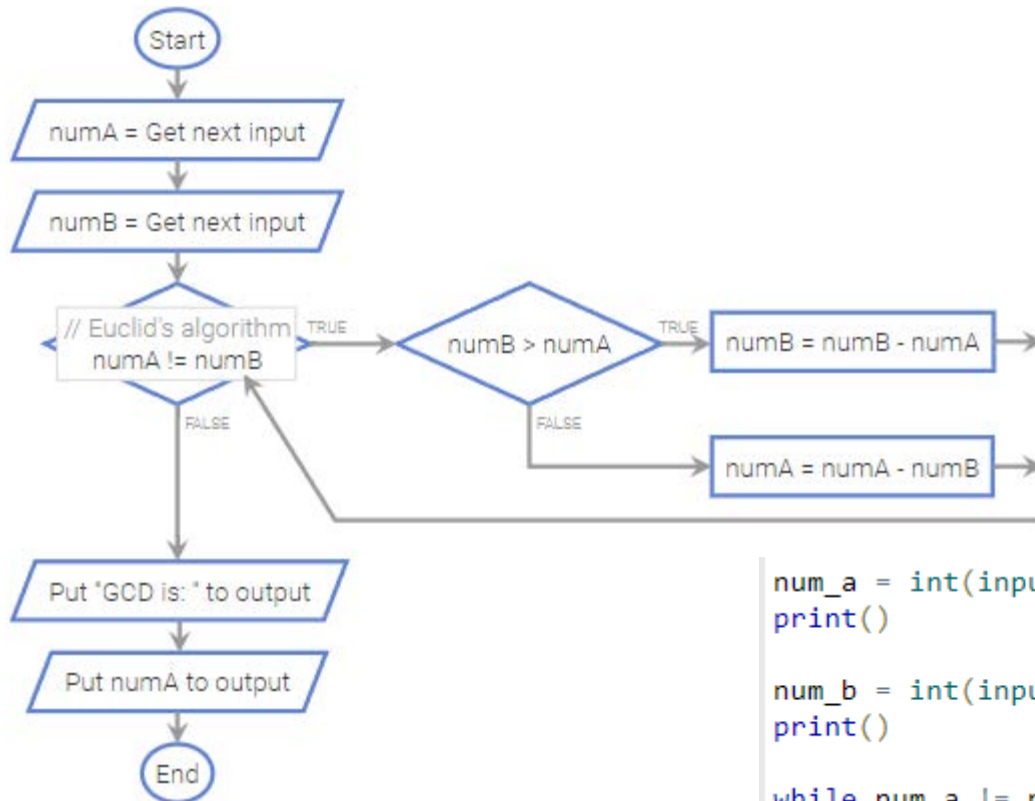 Start
numA = Get next input
numB = Get next input
// Euclid's algorithm
numA != numB
TRUE
FALSE
numB > numA
TRUE
FALSE
numB = numB - numA
numA = numA - numB
Put "GCD is: " to output
Put numA to output
End
num_a = int(inpu
print()
num_b = int(inpu
print()
while num_a !=